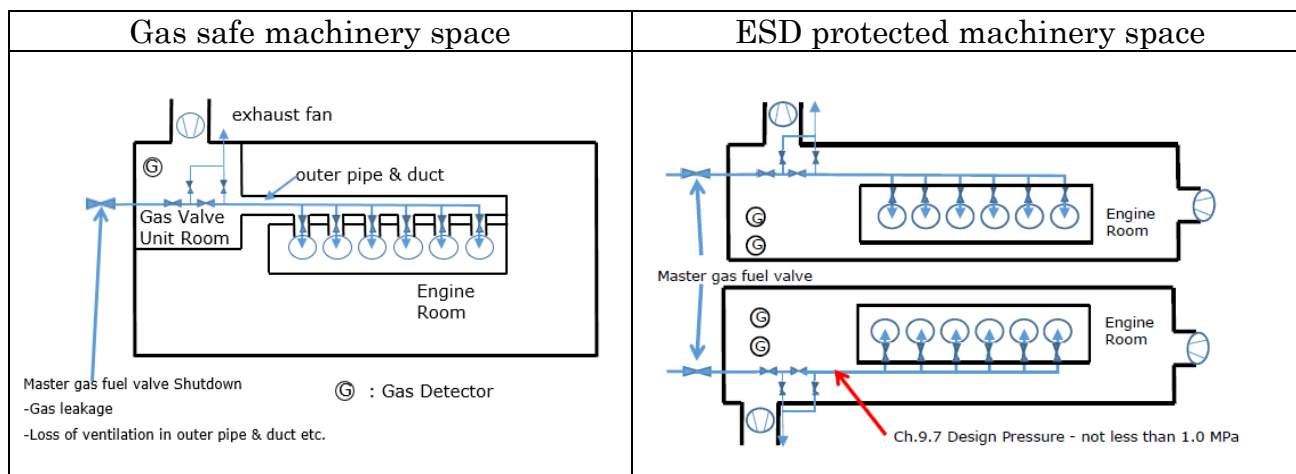 Gas safe machinery space
ESD protected machinery space
exhaust fan
G
outer pipe & duct
Gas Valve
Unit Room
Engine
Room
Master gas fuel valve Shutdown
-Gas leakage
-Loss of ventilation in outer pipe & duct etc.
G : Gas Detector
G
G
Engine
Room
Master gas fuel valve
G
G
Engine
Room
Ch.9.7 Design Pressure - not less than 1.0 MPa